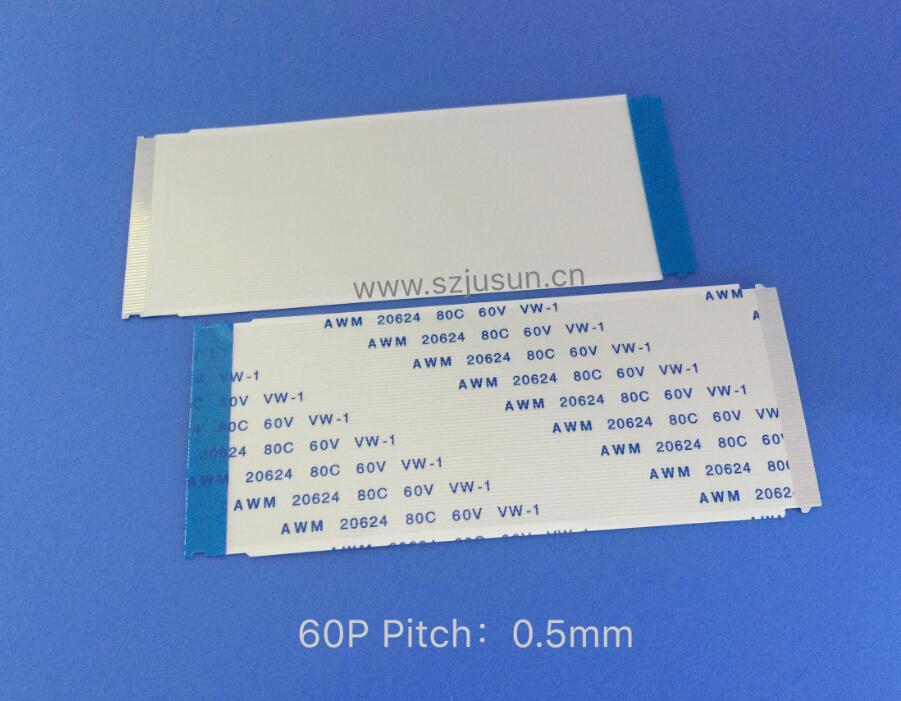 www.szjusun.cn
AWM 20624 80C 60V VW-1 AWM
AWM 20624 80C 60V VW-1 A
VW-1 AWM 20624 80C 60V VW-1
60V VW-1 AWM 20624 80C 60V VW-1
80C 60V VW-1 AWM 20624 80C 60V VW-1
20624 80C 60V VW-1 AWM 20624 80C 60V VW
AWM 20624 80C 60V VW-1 AWM 20624 80C 60V
AWM 20624 80C 60V VW-1 AWM 20624 80C
AWM 20624 80C 60V VW-1 AWM 20624
60P Pitch：0.5mm